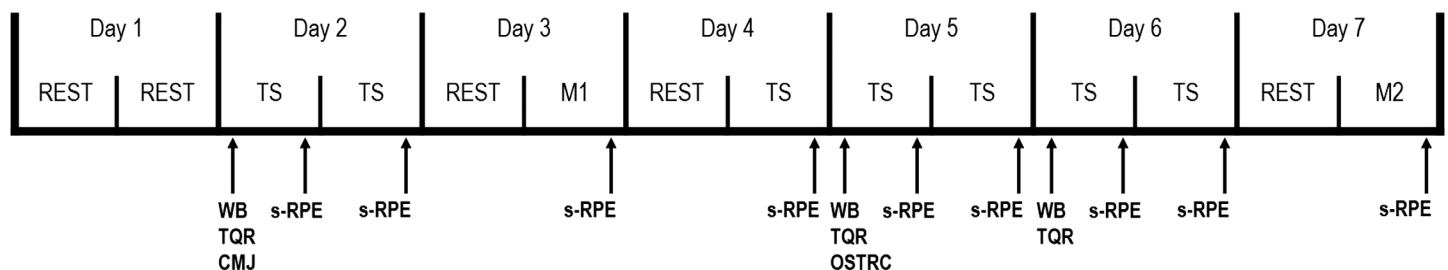 Day 1 Day 2 Day 3 Day 4 Day 5 Day 6 Day 7
REST REST TS TS REST M1 REST TS TS TS TS TS REST M2
WB s-RPE s-RPE s-RPE s-RPE WB s-RPE s-RPE WB s-RPE s-RPE s-RPE
TQR TQR TQR
CMJ OSTRC